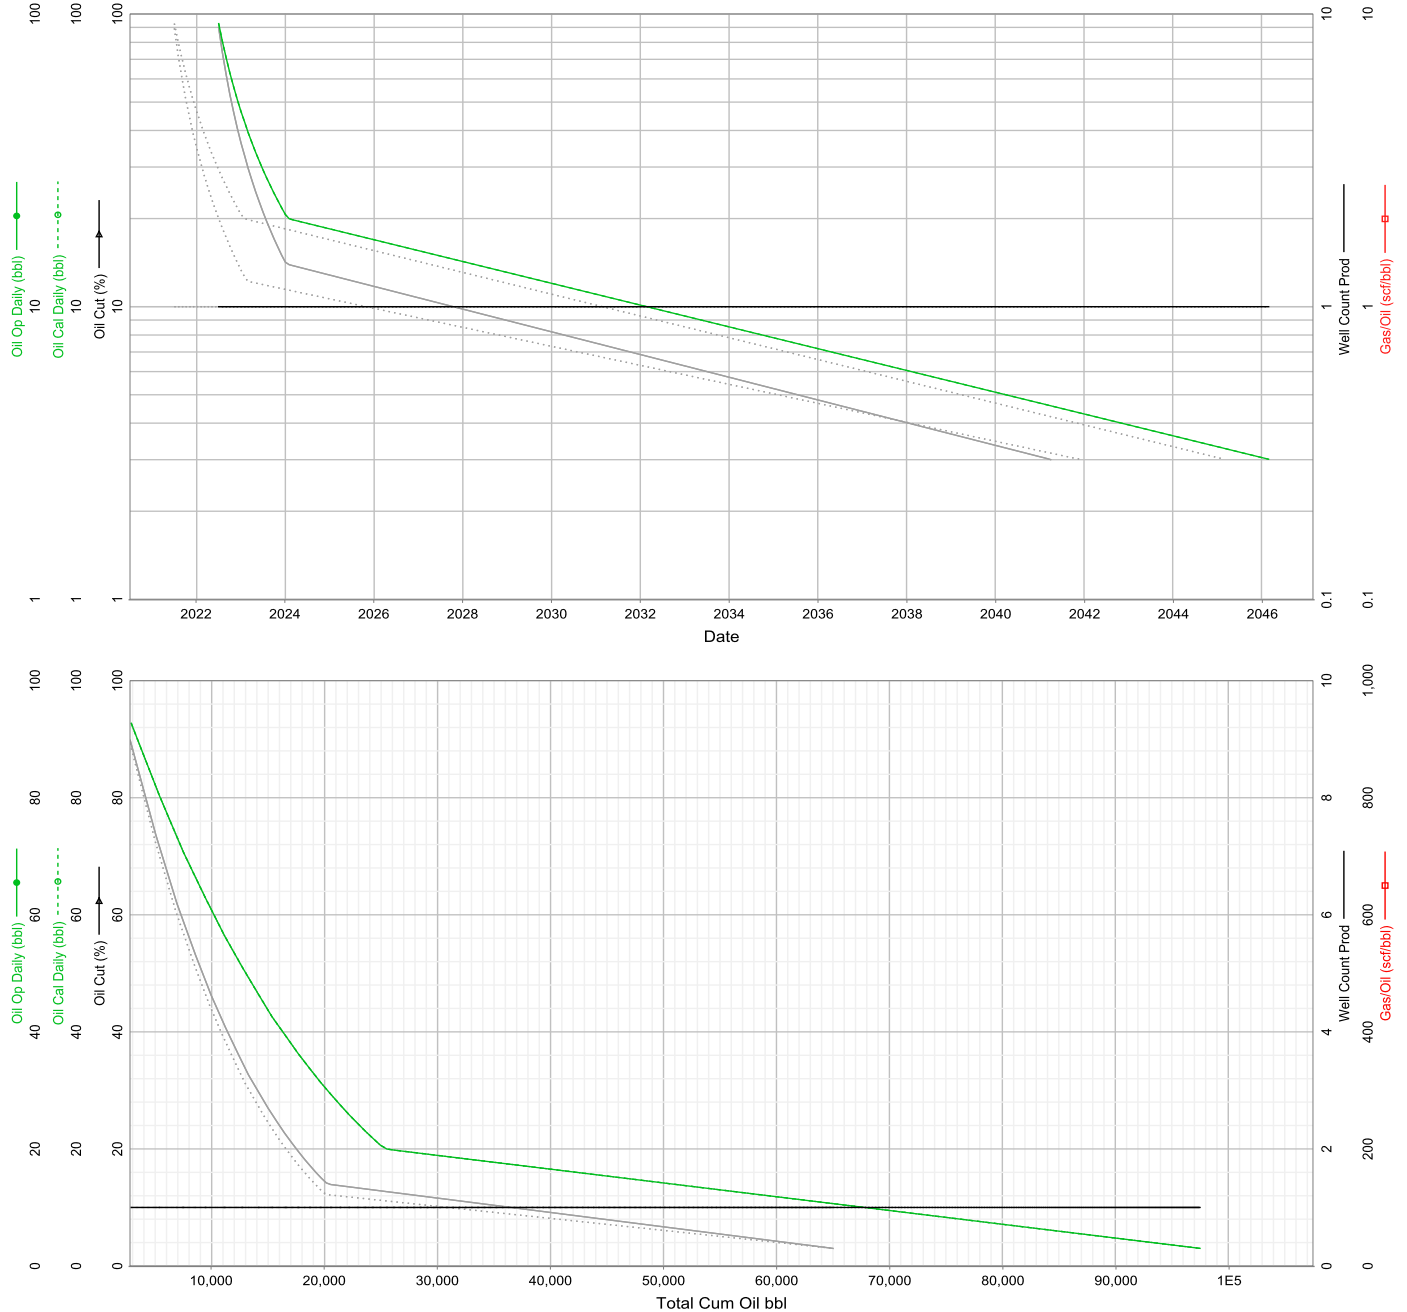 100
100
100
10
10
10
10
10
1
1
1
1
1
0.1
0.1
Oil Op Daily (bbl)
Oil Cal Daily (bbl)
Oil Cut (%)
Well Count Prod
Gas/Oil (scf/bbl)
2022 2024 2026 2028 2030 2032 2034 2036 2038 2040 2042 2044 2046
Date
100 100 100 10 1,000
80 80 80 8 800
60 60 60 6 600
40 40 40 4 400
20 20 20 2 200
0 0 0 0 0
Oil Op Daily (bbl)
Oil Cal Daily (bbl)
Oil Cut (%)
Well Count Prod
Gas/Oil (scf/bbl)
10,000 20,000 30,000 40,000 50,000 60,000 70,000 80,000 90,000 1E5
Total Cum Oil bbl